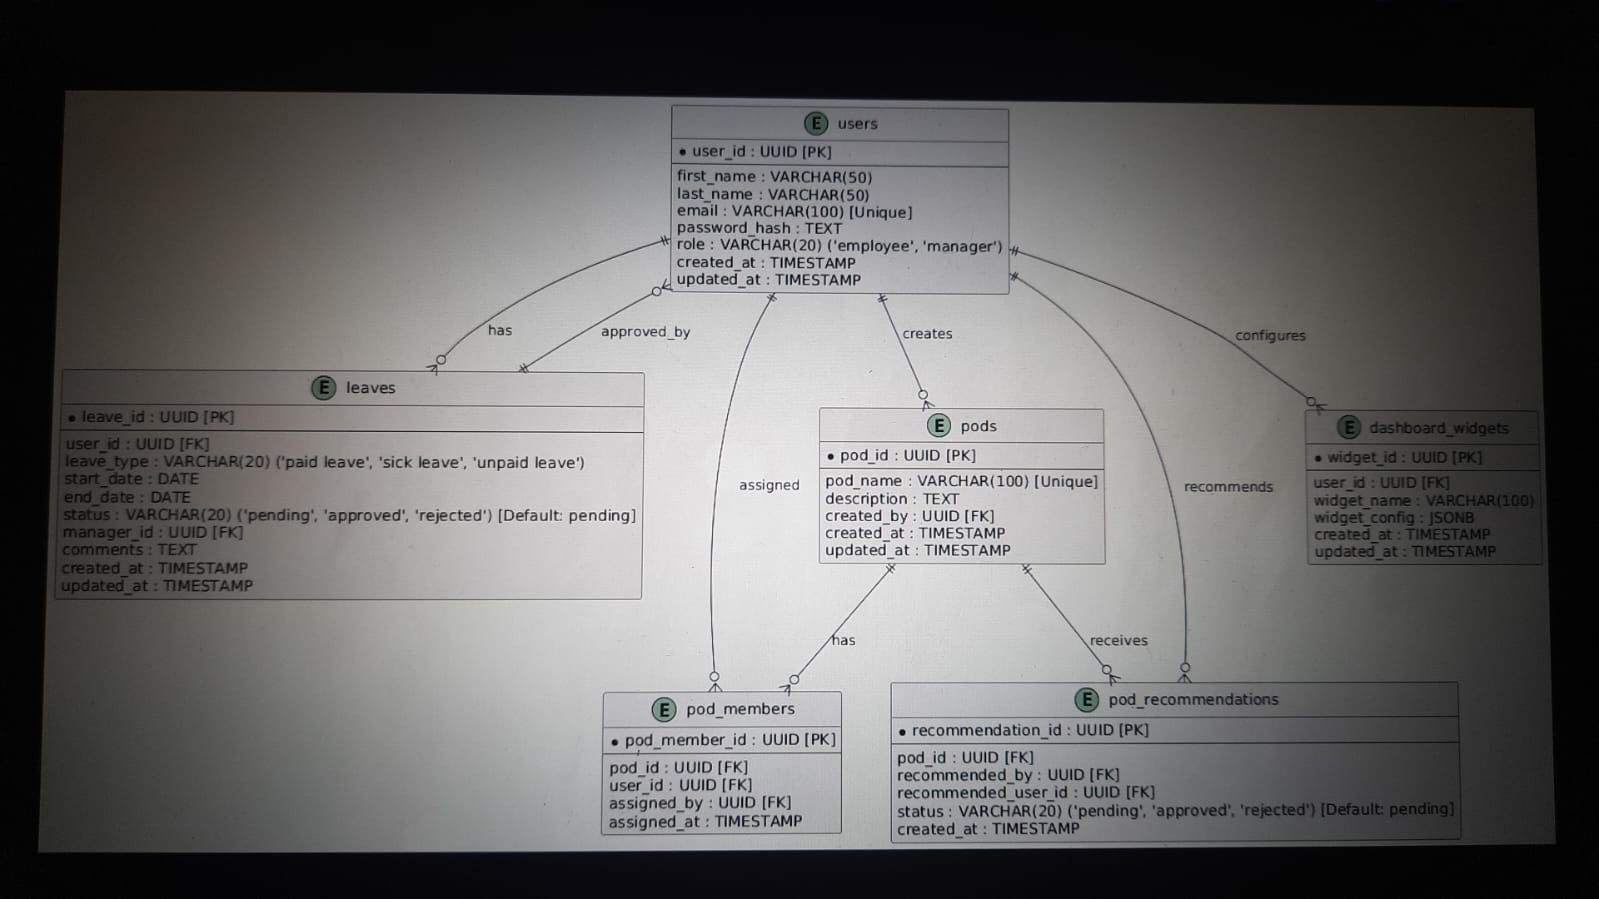 E users
• user_id : UUID [PK]
first_name : VARCHAR(50)
last_name : VARCHAR(50)
email : VARCHAR(100) [Unique]
password_hash : TEXT
role : VARCHAR(20) ('employee', 'manager')
created_at : TIMESTAMP
updated_at : TIMESTAMP
has
approved_by
creates
configures
E leaves
• leave_id : UUID [PK]
user_id : UUID [FK]
leave_type : VARCHAR(20) ('paid leave', 'sick leave', 'unpaid leave')
start_date : DATE
end_date : DATE
status : VARCHAR(20) ('pending', 'approved', 'rejected') [Default: pending]
manager_id : UUID [FK]
comments : TEXT
created_at : TIMESTAMP
updated_at : TIMESTAMP
assigned
E pods
• pod_id : UUID [PK]
pod_name : VARCHAR(100) [Unique]
description : TEXT
created_by : UUID [FK]
created_at : TIMESTAMP
updated_at : TIMESTAMP
recommends
E dashboard_widgets
• widget_id : UUID [PK]
user_id : UUID [FK]
widget_name : VARCHAR(100)
widget_config : JSONB
created_at : TIMESTAMP
updated_at : TIMESTAMP
has
receives
E pod_members
• pod_member_id : UUID [PK]
pod_id : UUID [FK]
user_id : UUID [FK]
assigned_by : UUID [FK]
assigned_at : TIMESTAMP
E pod_recommendations
• recommendation_id : UUID [PK]
pod_id : UUID [FK]
recommended_by : UUID [FK]
recommended_user_id : UUID [FK]
status : VARCHAR(20) ('pending', 'approved', 'rejected') [Default: pending]
created_at : TIMESTAMP